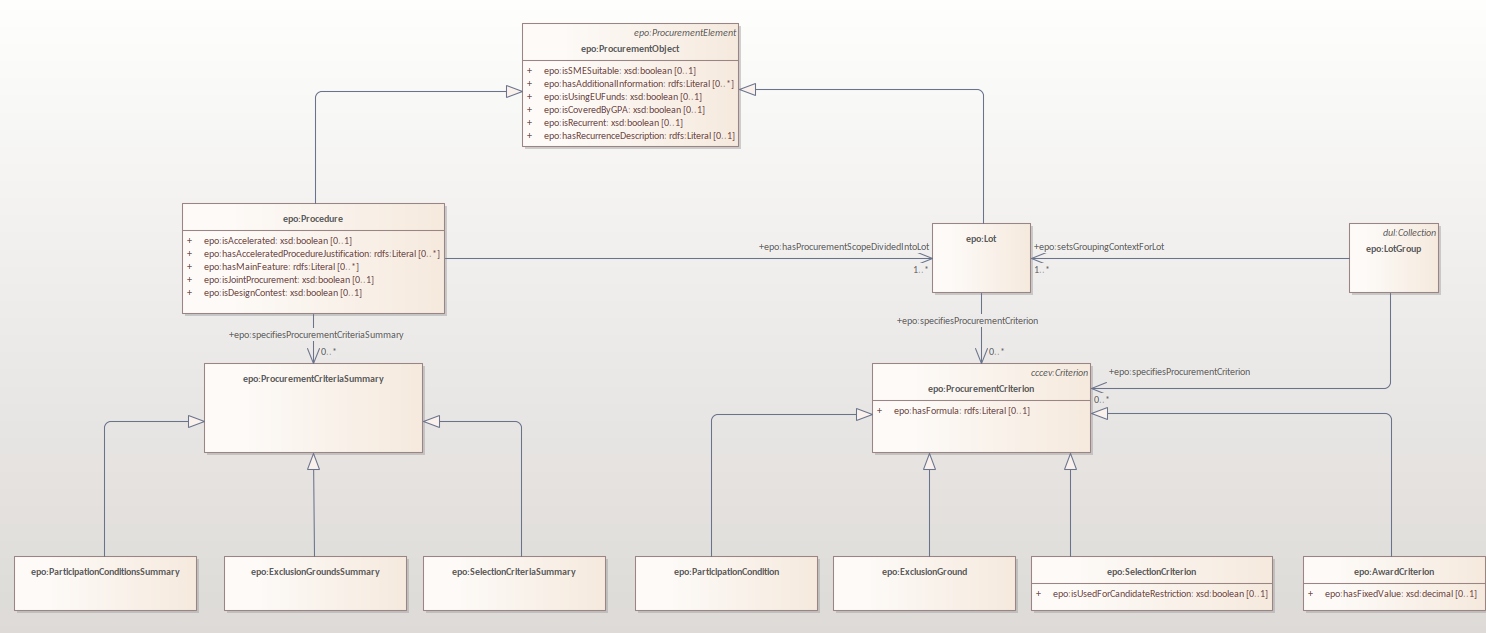 epo:ProcurementElement
epo:ProcurementObject
+ epo:isSMESuitable: xsd:boolean [0..1]
+ epo:hasAdditionalInformation: rdfs:Literal [0..*]
+ epo:isUsingEUFunds: xsd:boolean [0..1]
+ epo:isCoveredByGPA: xsd:boolean [0..1]
+ epo:isRecurrent: xsd:boolean [0..1]
+ epo:hasRecurrenceDescription: rdfs:Literal [0..1]
epo:Procedure
+ epo:isAccelerated: xsd:boolean [0..1]
+ epo:hasAcceleratedProcedureJustification: rdfs:Literal [0..*]
+ epo:hasMainFeature: rdfs:Literal [0..*]
+ epo:isJointProcurement: xsd:boolean [0..1]
+ epo:isDesignContest: xsd:boolean [0..1]
+epo:hasProcurementScopeDividedIntoLot
1..*
epo:Lot
+epo:setsGroupingContextForLot
1..*
dul:Collection
epo:LotGroup
+epo:specifiesProcurementCriteriaSummary
0..*
+epo:specifiesProcurementCriterion
0..*
epo:ProcurementCriteriaSummary
cccev:Criterion
epo:ProcurementCriterion
+ epo:hasFormula: rdfs:Literal [0..1]
+epo:specifiesProcurementCriterion
0..*
epo:ParticipationConditionsSummary
epo:ExclusionGroundsSummary
epo:SelectionCriteriaSummary
epo:ParticipationCondition
epo:ExclusionGround
epo:SelectionCriterion
+ epo:isUsedForCandidateRestriction: xsd:boolean [0..1]
epo:AwardCriterion
+ epo:hasFixedValue: xsd:decimal [0..1]